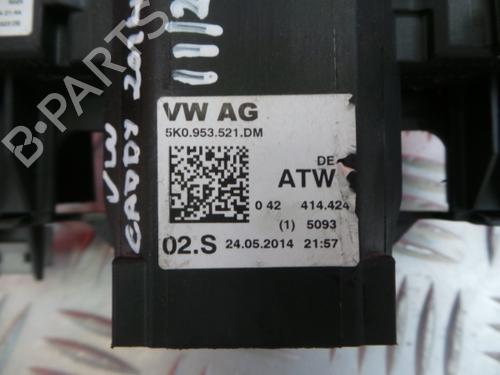 VW AG
5K0.953.521.DM
DE
ATW
0 42 414.424
(1) 5093
02.S 24.05.2014 21:57
VW
CADDY 2014
B-PARTS